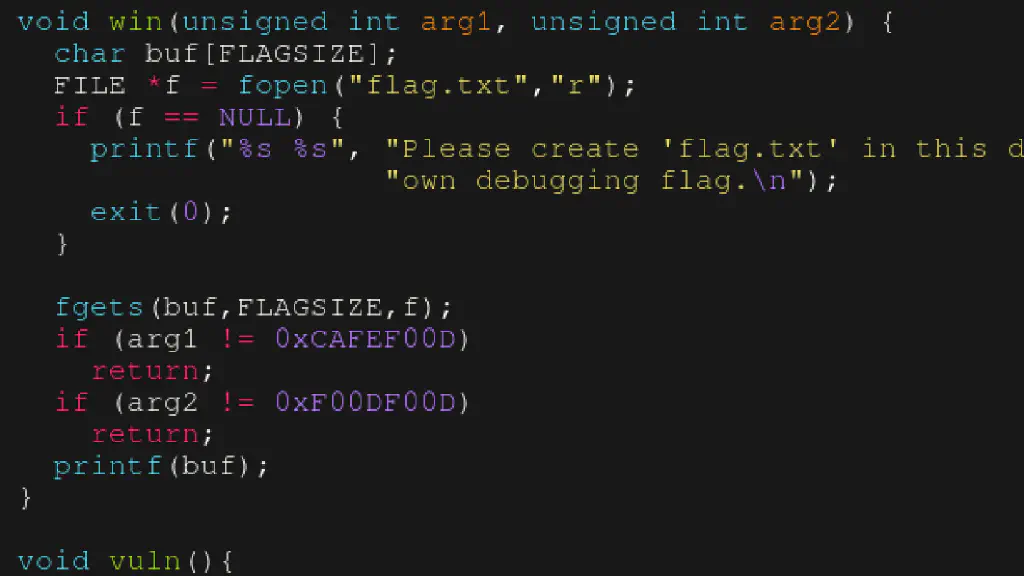 void win(unsigned int arg1, unsigned int arg2) {
  char buf[FLAGSIZE];
  FILE *f = fopen("flag.txt","r");
  if (f == NULL) {
    printf("%s %s", "Please create 'flag.txt' in this d
                    "own debugging flag.\n");
    exit(0);
  }

  fgets(buf,FLAGSIZE,f);
  if (arg1 != 0xCAFEF00D)
    return;
  if (arg2 != 0xF00DF00D)
    return;
  printf(buf);
}

void vuln(){